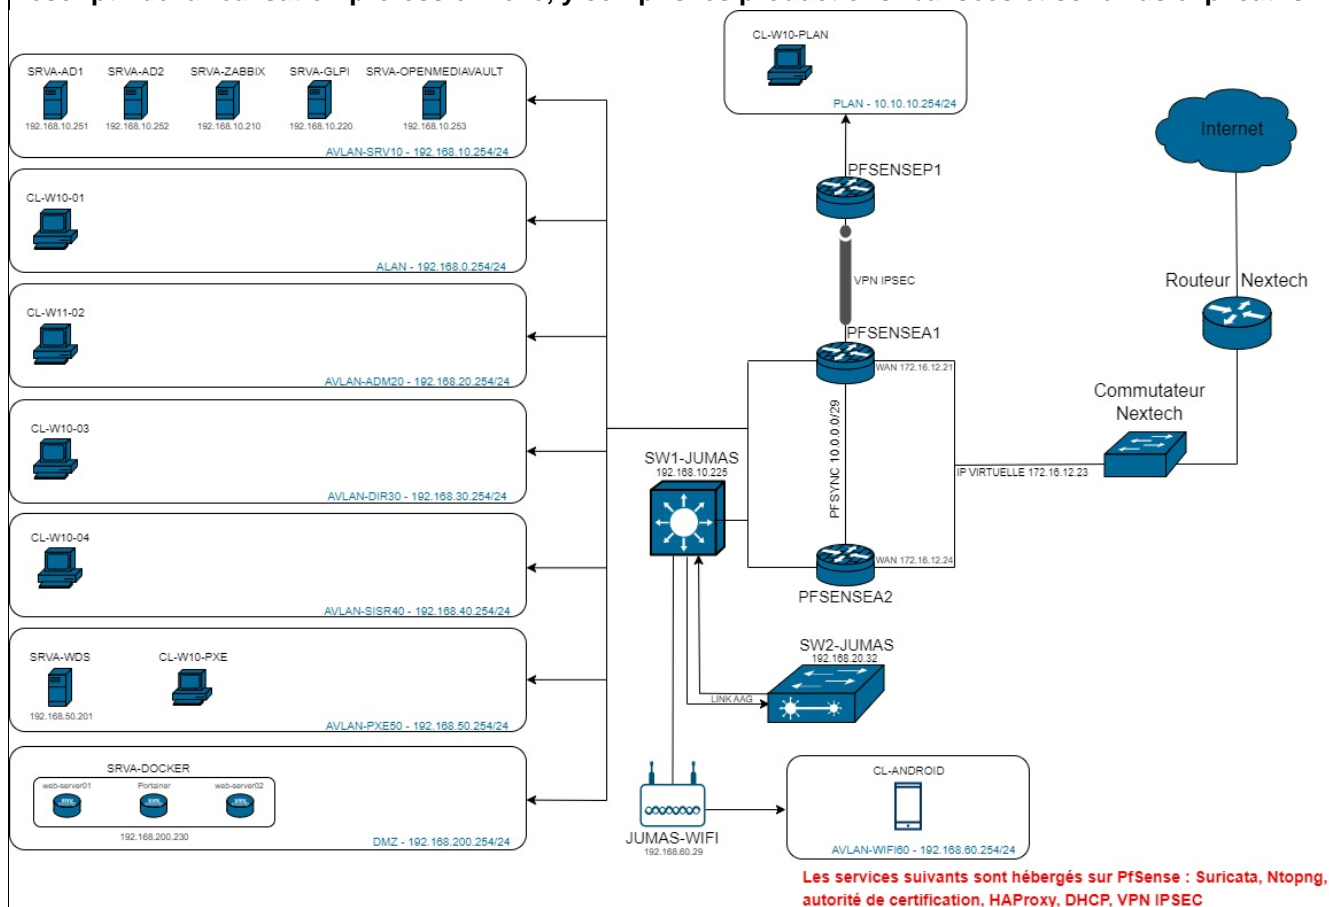 CL-W10-PLAN
PLAN - 10.10.10.254/24
SRVA-AD1
SRVA-AD2
SRVA-ZABBIX
SRVA-GLPI
SRVA-OPENMEDIAVAULT
192.168.10.251
192.168.10.252
192.168.10.210
192.168.10.220
192.168.10.253
AVLAN-SRV10 - 192.168.10.254/24
CL-W10-01
ALAN - 192.168.0.254/24
CL-W11-02
AVLAN-ADM20 - 192.168.20.254/24
CL-W10-03
AVLAN-DIR30 - 192.168.30.254/24
CL-W10-04
AVLAN-SISR40 - 192.168.40.254/24
SRVA-WDS
CL-W10-PXE
192.168.50.201
AVLAN-PXE50 - 192.168.50.254/24
SRVA-DOCKER
web-server01
Portainer
web-server02
192.168.200.230
DMZ - 192.168.200.254/24
PFSENSEP1
VPN IPSEC
PFSENSEA1
WAN 172.16.12.21
PFSYNC 10.0.0.0/29
WAN 172.16.12.24
PFSENSEA2
IP VIRTUELLE 172.16.12.23
Internet
Routeur Nextech
Commutateur
Nextech
SW1-JUMAS
192.168.10.225
SW2-JUMAS
192.168.20.32
LINK AAG
JUMAS-WIFI
192.168.60.29
CL-ANDROID
AVLAN-WIFI60 - 192.168.60.254/24
Les services suivants sont hébergés sur PfSense : Suricata, Ntopng,
autorité de certification, HAProxy, DHCP, VPN IPSEC